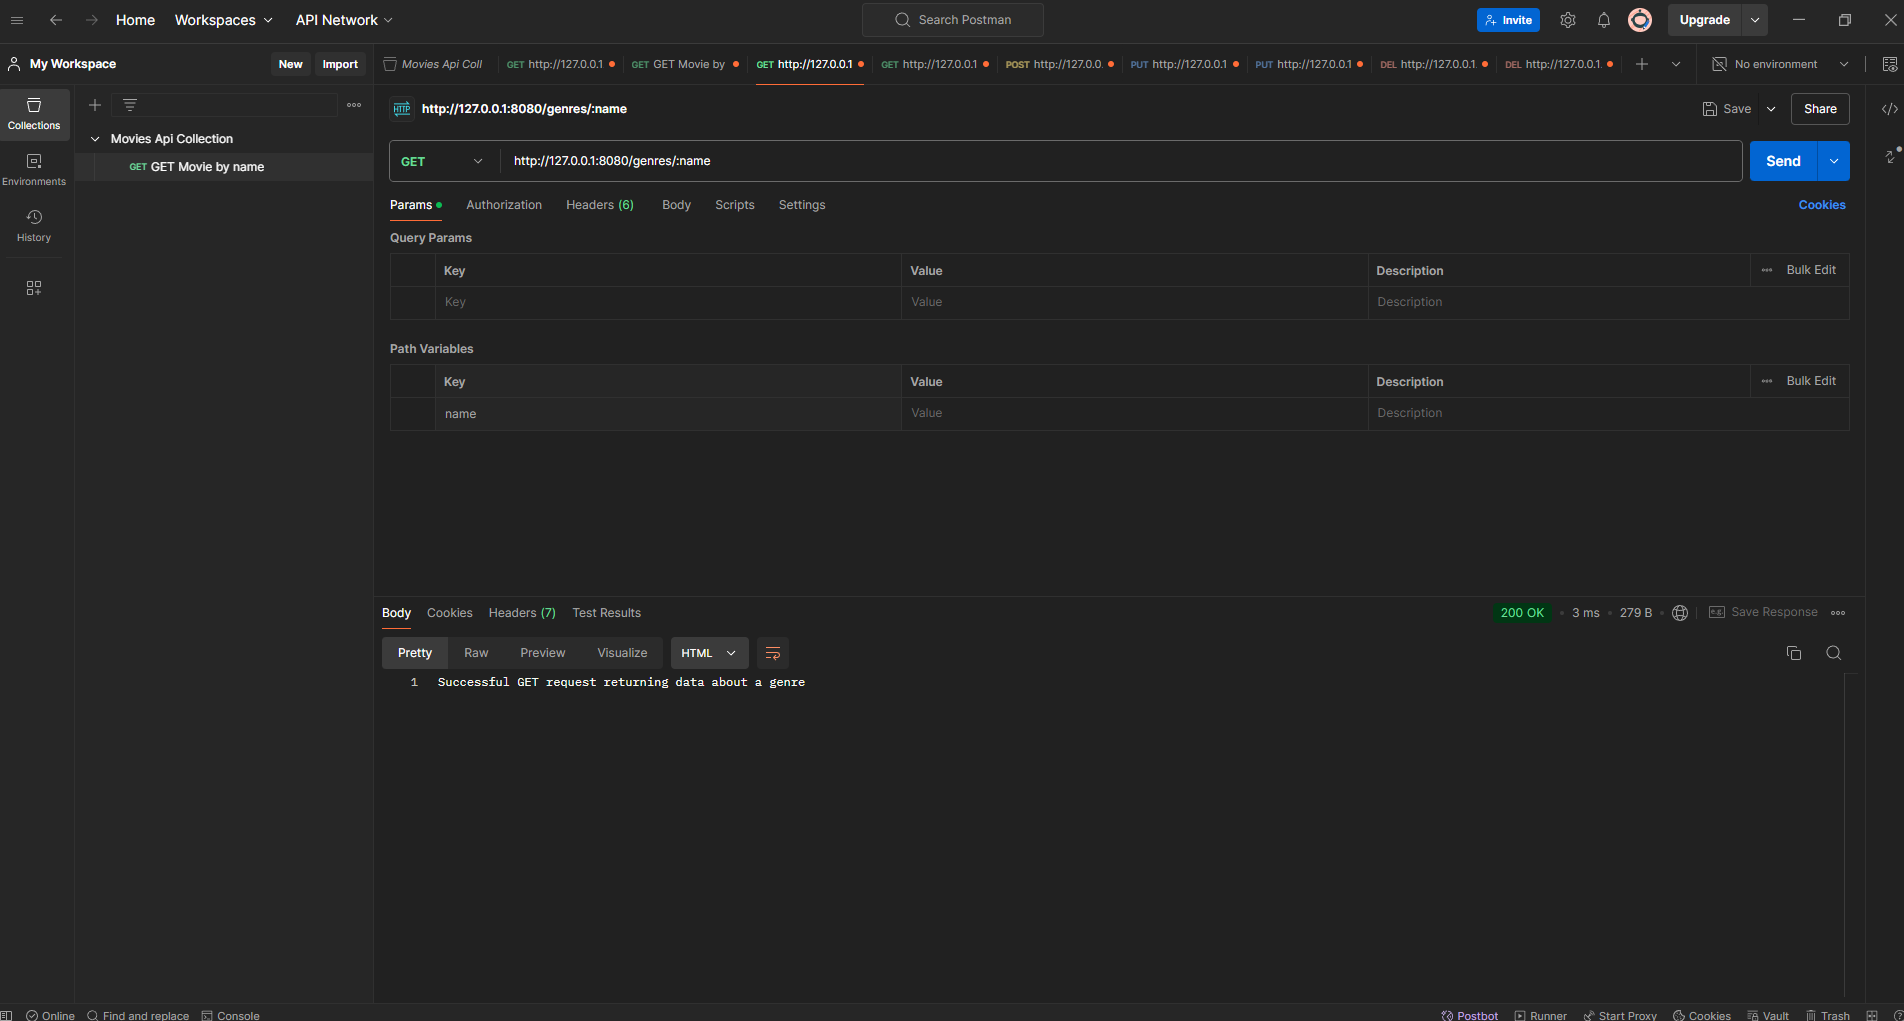 Home Workspaces API Network Search Postman Invite Upgrade
My Workspace New Import
Movies Api Coll GET http://127.0.0.1 GET GET Movie by GET http://127.0.0.1 GET http://127.0.0.1 POST http://127.0.0. PUT http://127.0.0.1 PUT http://127.0.0.1 DEL http://127.0.0.1. DEL http://127.0.0.1. No environment
Collections
Environments
History
Movies Api Collection
GET GET Movie by name
HTTP http://127.0.0.1:8080/genres/:name Save Share
GET http://127.0.0.1:8080/genres/:name Send
Params Authorization Headers (6) Body Scripts Settings Cookies
Query Params
Key Value Description Bulk Edit
Key Value Description
Path Variables
Key Value Description Bulk Edit
name Value Description
Body Cookies Headers (7) Test Results 200 OK 3 ms 279 B e.g. Save Response
Pretty Raw Preview Visualize HTML
1 Successful GET request returning data about a genre
Online Find and replace Console Postbot Runner Start Proxy Cookies Vault Trash